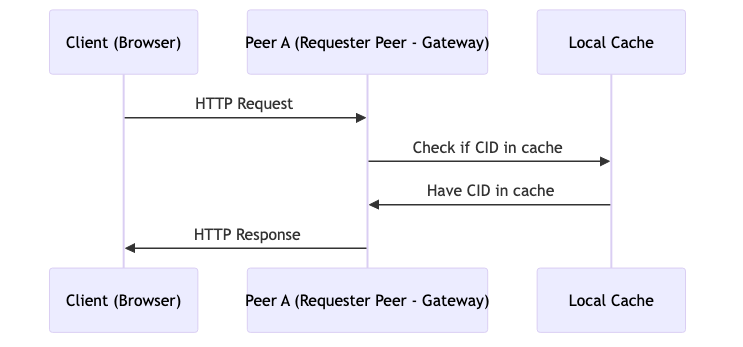 Client (Browser)
Peer A (Requester Peer - Gateway)
Local Cache
HTTP Request
Check if CID in cache
Have CID in cache
HTTP Response
Client (Browser)
Peer A (Requester Peer - Gateway)
Local Cache